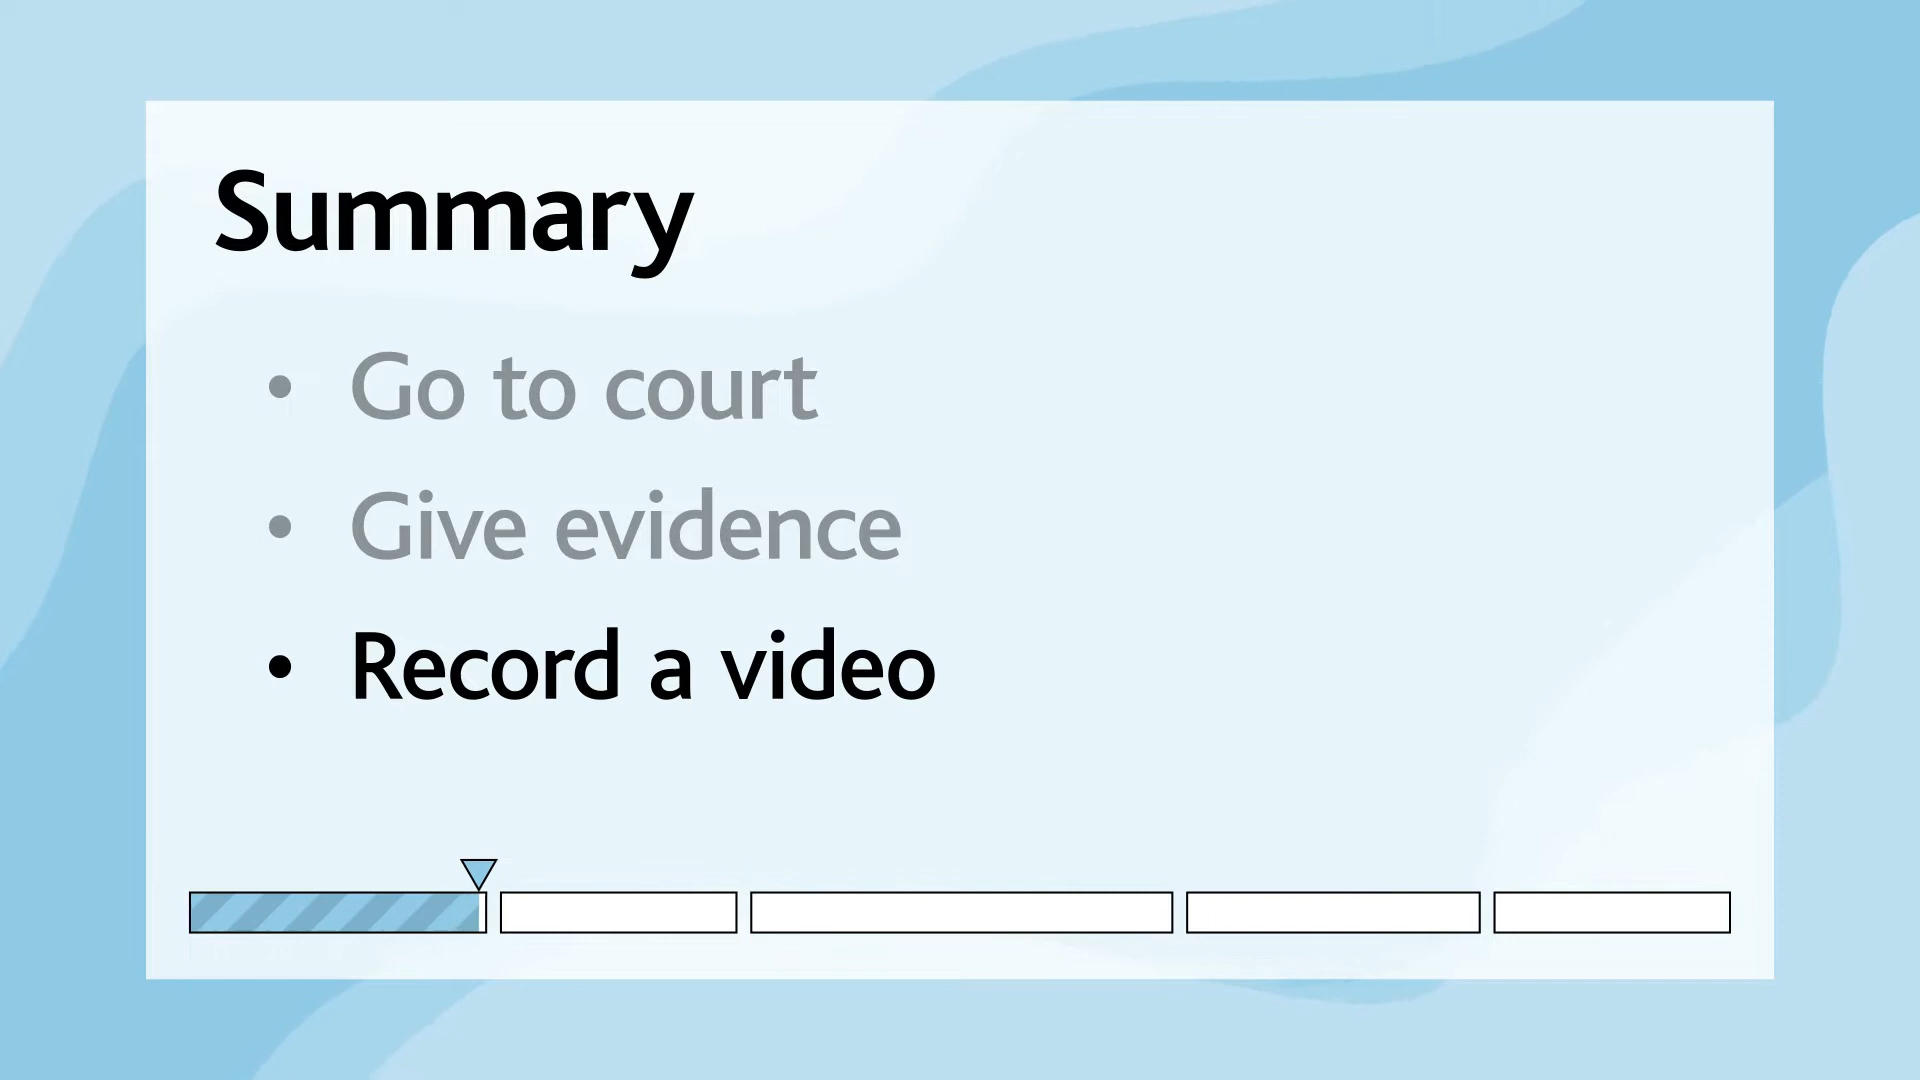 Summary
• Go to court
• Give evidence
• Record a video